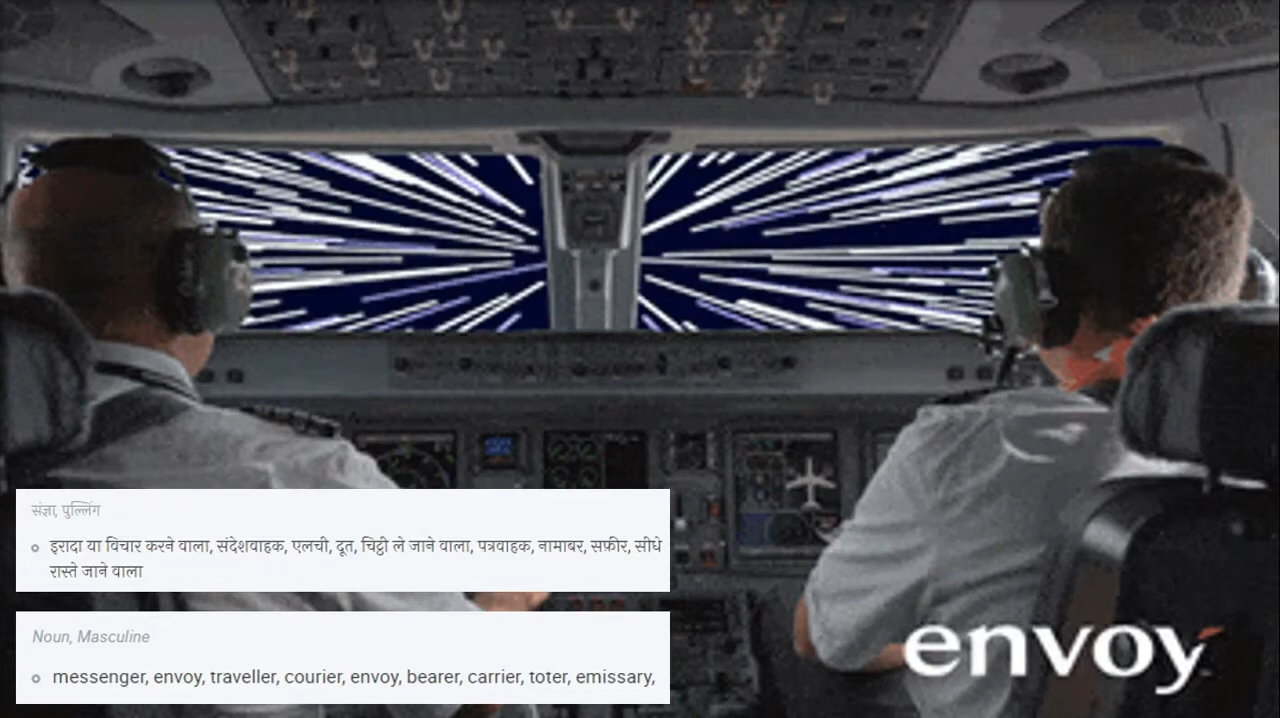 संज्ञा, पुल्लिंग
इरादा या विचार करने वाला, संदेशवाहक, एलची, दूत, चिट्ठी ले जाने वाला, पत्रवाहक, नामाबर, सफ़ीर, सीधे
रास्ते जाने वाला
Noun, Masculine
messenger, envoy, traveller, courier, envoy, bearer, carrier, toter, emissary,
envoy